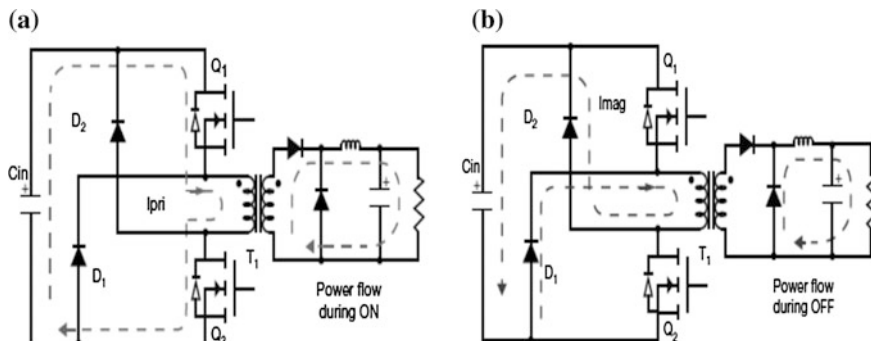 (a)
Q1
D2
Cin
+
Ipri
+
D1
T1
Power flow
during ON
Q2
(b)
Q1
Imag
D2
Cin
+
+
D1
T1
Power flow
during OFF
Q2